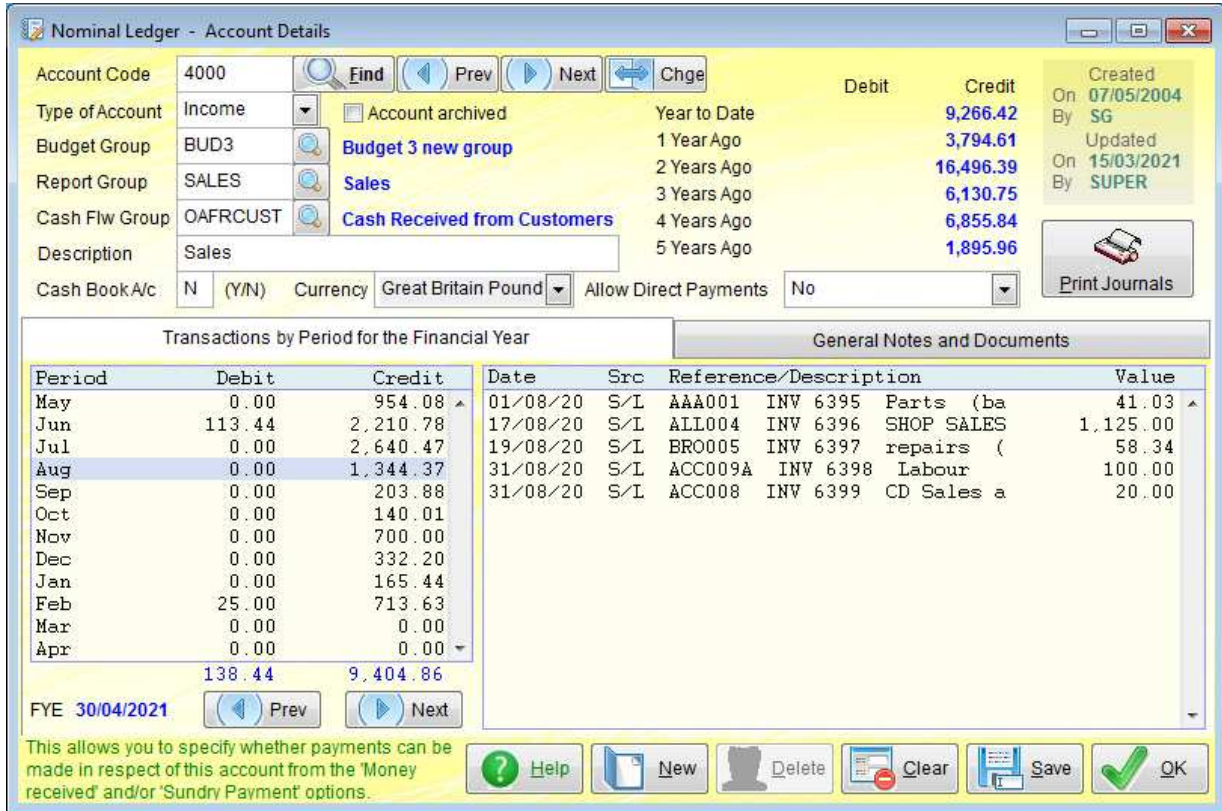 Nominal Ledger - Account Details
Account Code 4000 Find Prev Next Chge Debit Credit
Type of Account Income Account archived Year to Date 9,266.42
Budget Group BUD3 Budget 3 new group 1 Year Ago 3,794.61
Report Group SALES Sales 2 Years Ago 16,496.39
3 Years Ago 6,130.75
Cash Flw Group OAFRCUST Cash Received from Customers 4 Years Ago 6,855.84
Description Sales 5 Years Ago 1,895.96
Created
On 07/05/2004
By SG
Updated
On 15/03/2021
By SUPER
Print Journals
Cash Book A/c N (Y/N) Currency Great Britain Pound Allow Direct Payments No
Transactions by Period for the Financial Year General Notes and Documents
Period Debit Credit
May 0.00 954.08
Jun 113.44 2,210.78
Jul 0.00 2,640.47
Aug 0.00 1,344.37
Sep 0.00 203.88
Oct 0.00 140.01
Nov 0.00 700.00
Dec 0.00 332.20
Jan 0.00 165.44
Feb 25.00 713.63
Mar 0.00 0.00
Apr 0.00 0.00
138.44 9,404.86
FYE 30/04/2021 Prev Next
Date Src Reference/Description Value
01/08/20 S/L AAA001 INV 6395 Parts (ba 41.03
17/08/20 S/L ALL004 INV 6396 SHOP SALES 1,125.00
19/08/20 S/L BRO005 INV 6397 repairs ( 58.34
31/08/20 S/L ACC009A INV 6398 Labour 100.00
31/08/20 S/L ACC008 INV 6399 CD Sales a 20.00
This allows you to specify whether payments can be
made in respect of this account from the 'Money
received' and/or 'Sundry Payment' options.
Help New Delete Clear Save OK